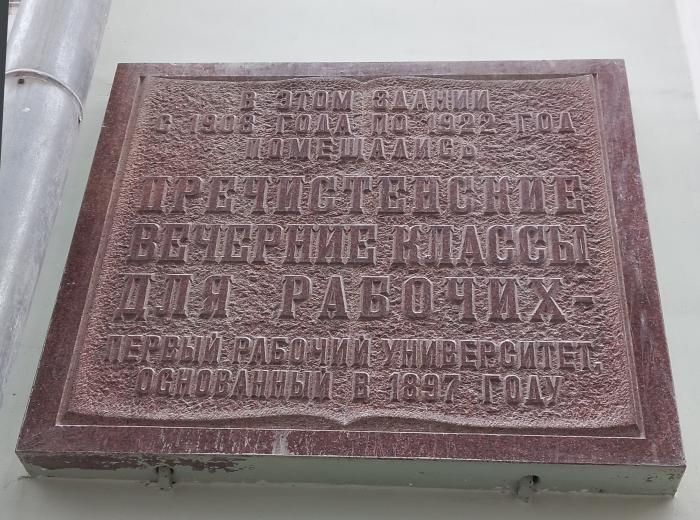 В ЭТОМ ЗДАНИИ
С 1908 ГОДА ПО 1922 ГОД
ПОМЕЩАЛИСЬ
ПРЕЧИСТЕНСКИЕ
ВЕЧЕРНИЕ КЛАССЫ
ДЛЯ РАБОЧИХ-
ПЕРВЫЙ РАБОЧИЙ УНИВЕРСИТЕТ,
ОСНОВАННЫЙ В 1897 ГОДУ